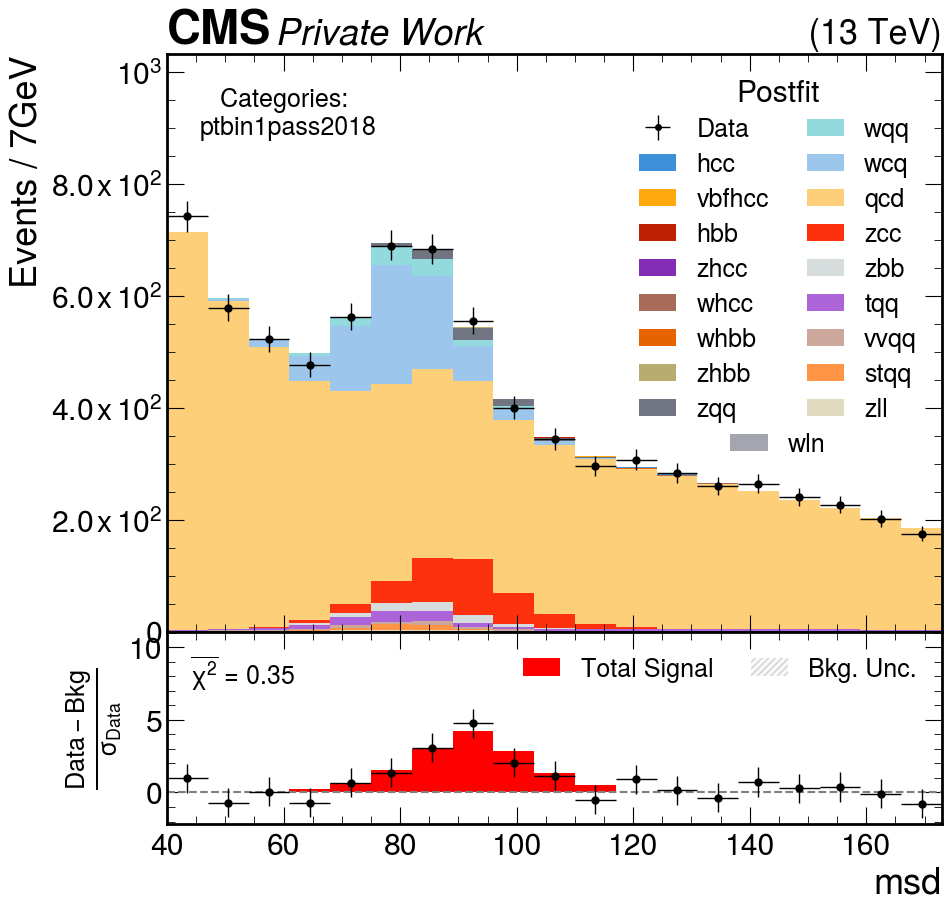 CMS Private Work (13 TeV)
Events / 7GeV
10³
8.0 x 10²
6.0 x 10²
4.0 x 10²
2.0 x 10²
0
Categories:
ptbin1pass2018
Postfit
Data
hcc
vbfhcc
hbb
zhcc
whcc
whbb
zhbb
zqq
wqq
wcq
qcd
zcc
zbb
tqq
vvqq
stqq
zll
wln
Data – Bkg
σData
10
5
0
χ² = 0.35
Total Signal
Bkg. Unc.
40 60 80 100 120 140 160
msd